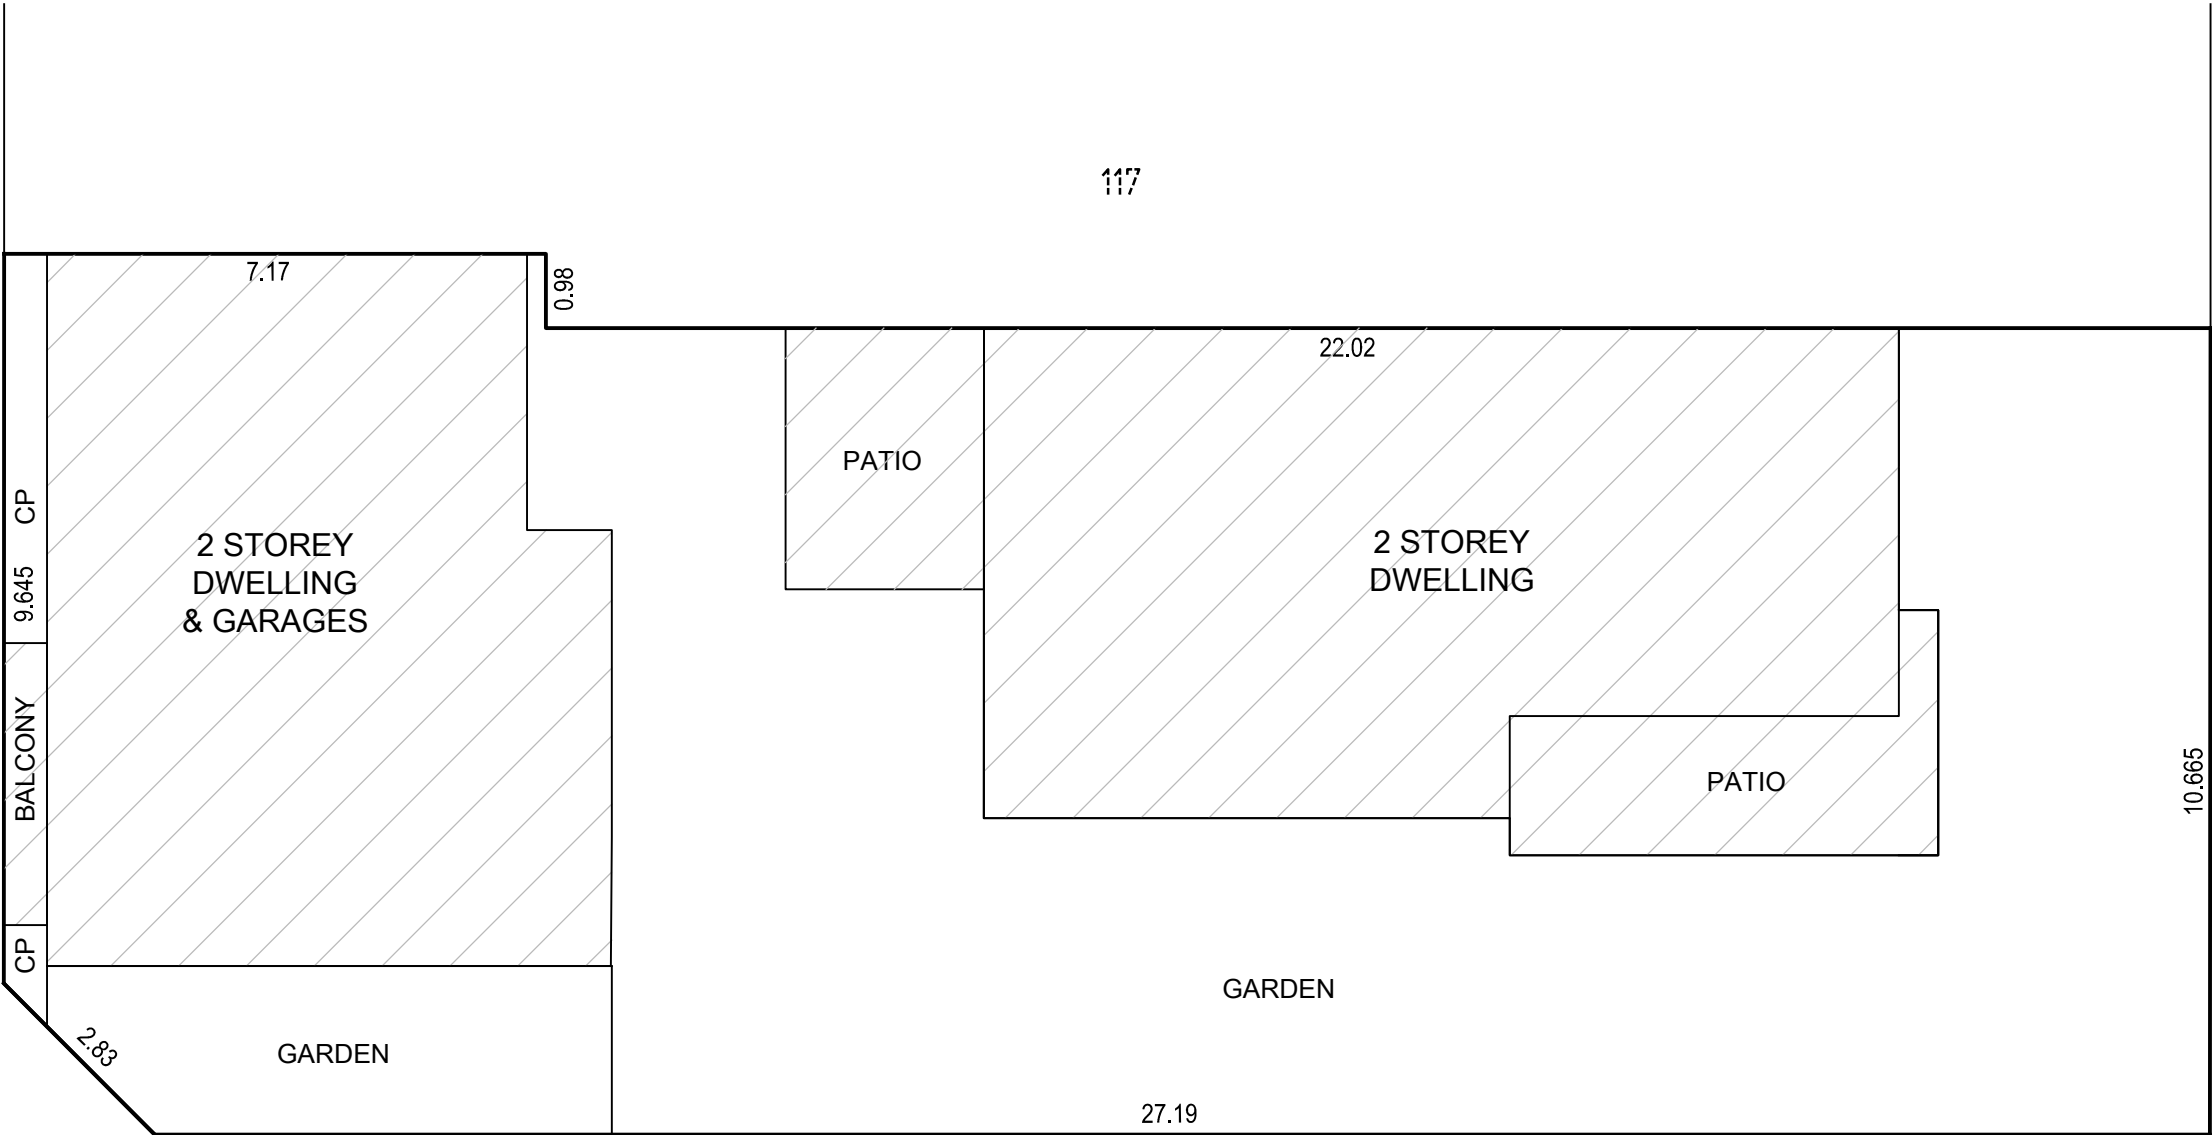 117
7.17
0.98
22.02
PATIO
CP
9.645
2 STOREY
DWELLING
& GARAGES
2 STOREY
DWELLING
BALCONY
PATIO
10.665
CP
GARDEN
2.83
GARDEN
27.19